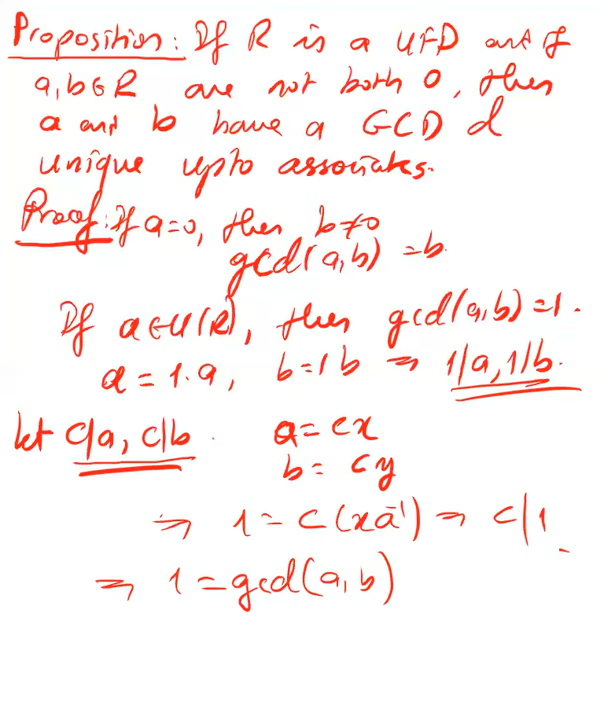 Proposition: If R is a UFD and if
a, b ∈ R are not both 0, then
a and b have a GCD d
unique upto associates.
Proof: If a=0, then b≠0
gcd(a,b) = b.
If a∈U(R), then gcd(a,b)=1.
a = 1.a, b=1b ⇒ 1/a, 1/b.
let c|a, c|b. a= cx
b= cy
⇒ 1 = c(xa⁻¹) ⇒ c|1.
⇒ 1 = gcd(a,b)